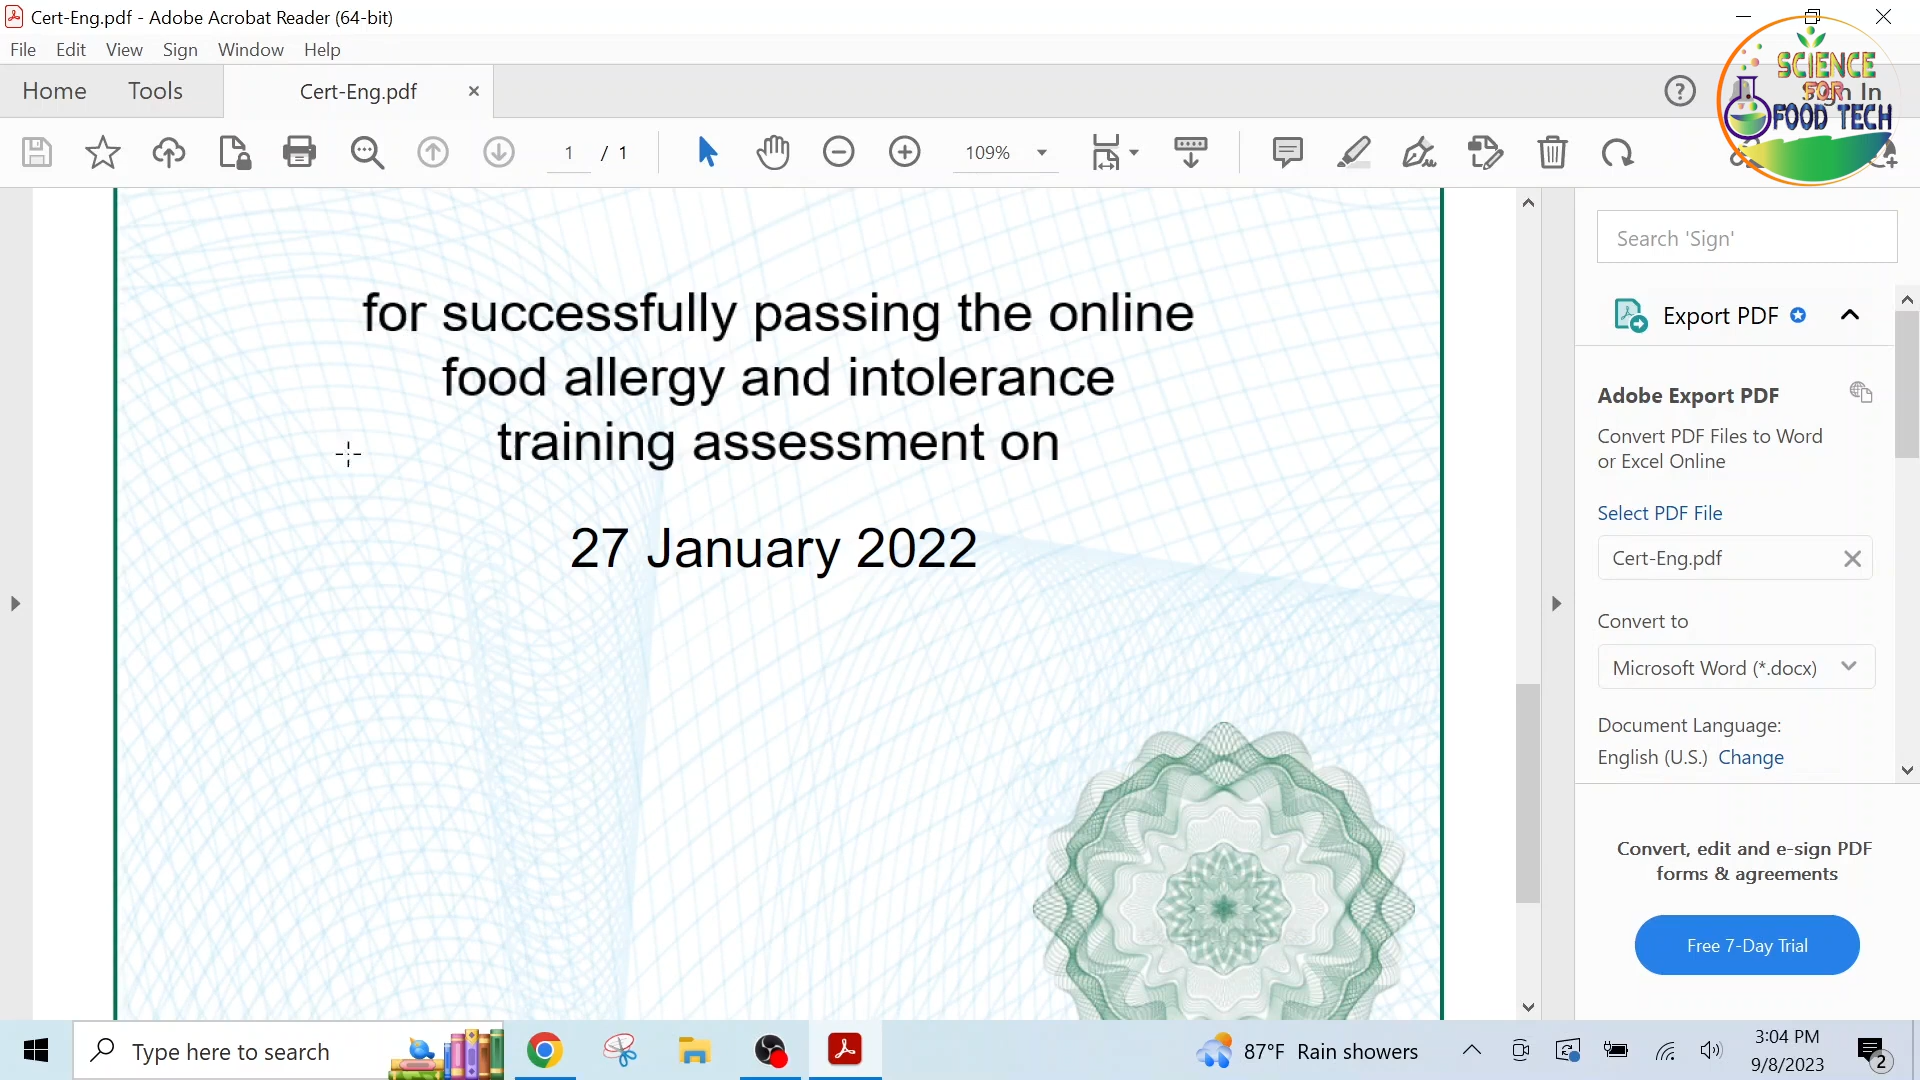 Cert-Eng.pdf - Adobe Acrobat Reader (64-bit)
File Edit View Sign Window Help
Home Tools Cert-Eng.pdf Sign In
1 / 1 109%
SCIENCE
FOR
FOOD TECH
for successfully passing the online
food allergy and intolerance
training assessment on
27 January 2022
Search 'Sign'
Export PDF
Adobe Export PDF
Convert PDF Files to Word
or Excel Online
Select PDF File
Cert-Eng.pdf
Convert to
Microsoft Word (*.docx)
Document Language:
English (U.S.) Change
Convert, edit and e-sign PDF
forms & agreements
Free 7-Day Trial
Type here to search
87°F Rain showers
3:04 PM
9/8/2023
2